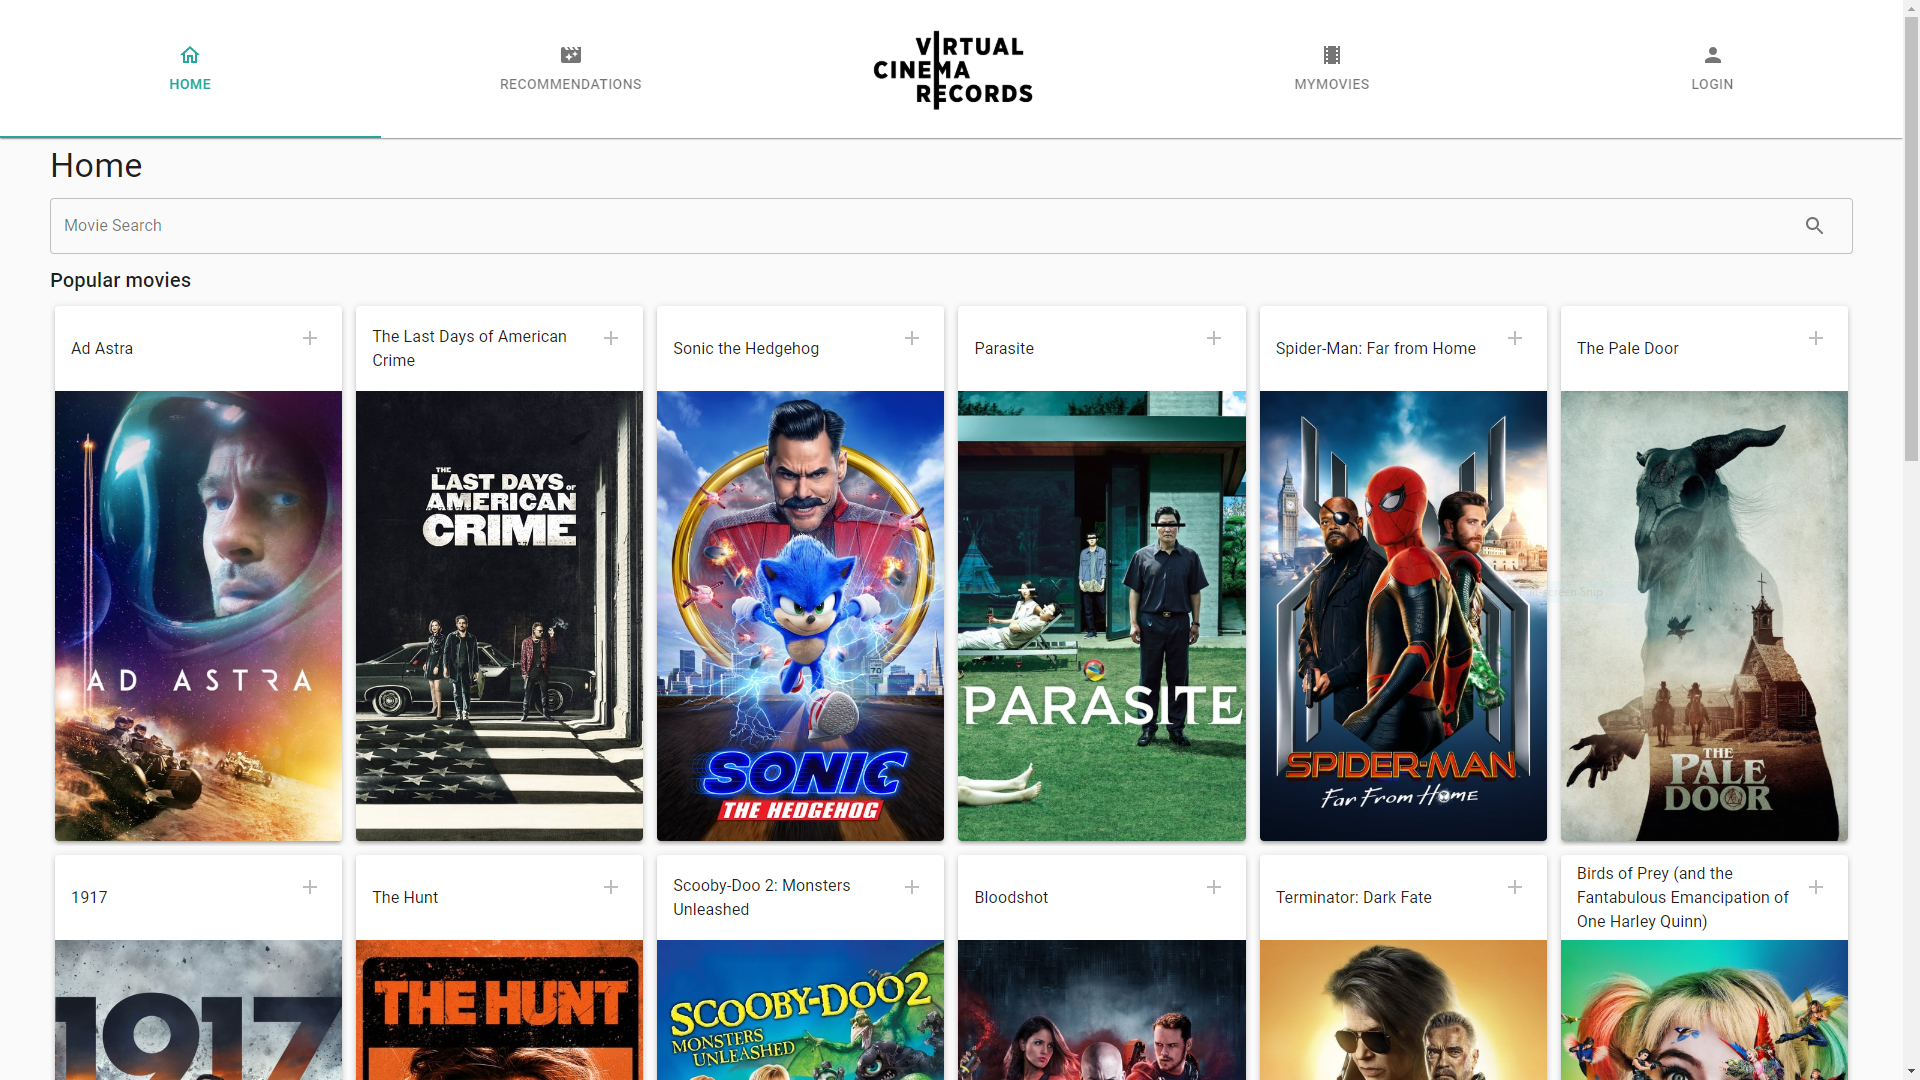 HOME
RECOMMENDATIONS
VIRTUAL
CINEMA
RECORDS
MYMOVIES
LOGIN
Home
Movie Search
Popular movies
Ad Astra
The Last Days of American
Crime
Sonic the Hedgehog
Parasite
Spider-Man: Far from Home
The Pale Door
AD ASTRA
THE
LAST DAYS OF
AMERICAN
CRIME
70
SONIC
THE HEDGEHOG
PARASITE
SPIDER-MAN
Far From Home
THE
PALE
DOOR
Screen Snip
1917
The Hunt
Scooby-Doo 2: Monsters
Unleashed
Bloodshot
Terminator: Dark Fate
Birds of Prey (and the
Fantabulous Emancipation of
One Harley Quinn)
1917
THE HUNT
SCOOBY-DOO 2
MONSTERS
UNLEASHED